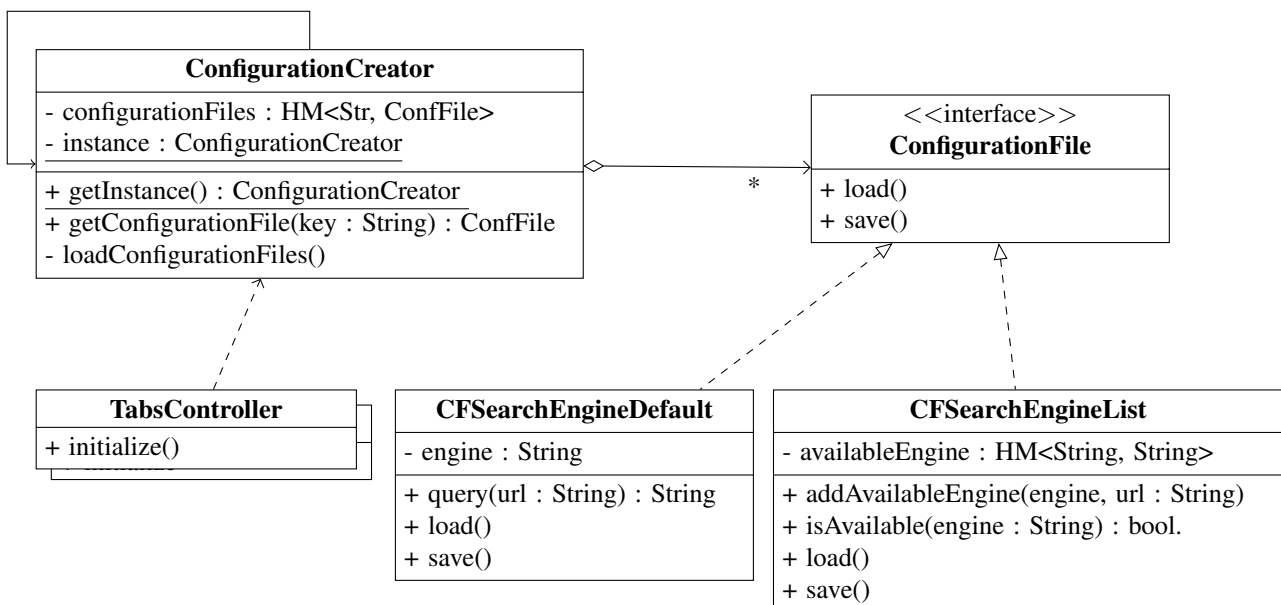 ConfigurationCreator
- configurationFiles : HM<Str, ConfFile>
- instance : ConfigurationCreator
+ getInstance() : ConfigurationCreator
+ getConfigurationFile(key : String) : ConfFile
- loadConfigurationFiles()
*
<<interface>>
ConfigurationFile
+ load()
+ save()
TabsController
+ initialize()
CFSearchEngineDefault
- engine : String
+ query(url : String) : String
+ load()
+ save()
CFSearchEngineList
- availableEngine : HM<String, String>
+ addAvailableEngine(engine, url : String)
+ isAvailable(engine : String) : bool.
+ load()
+ save()